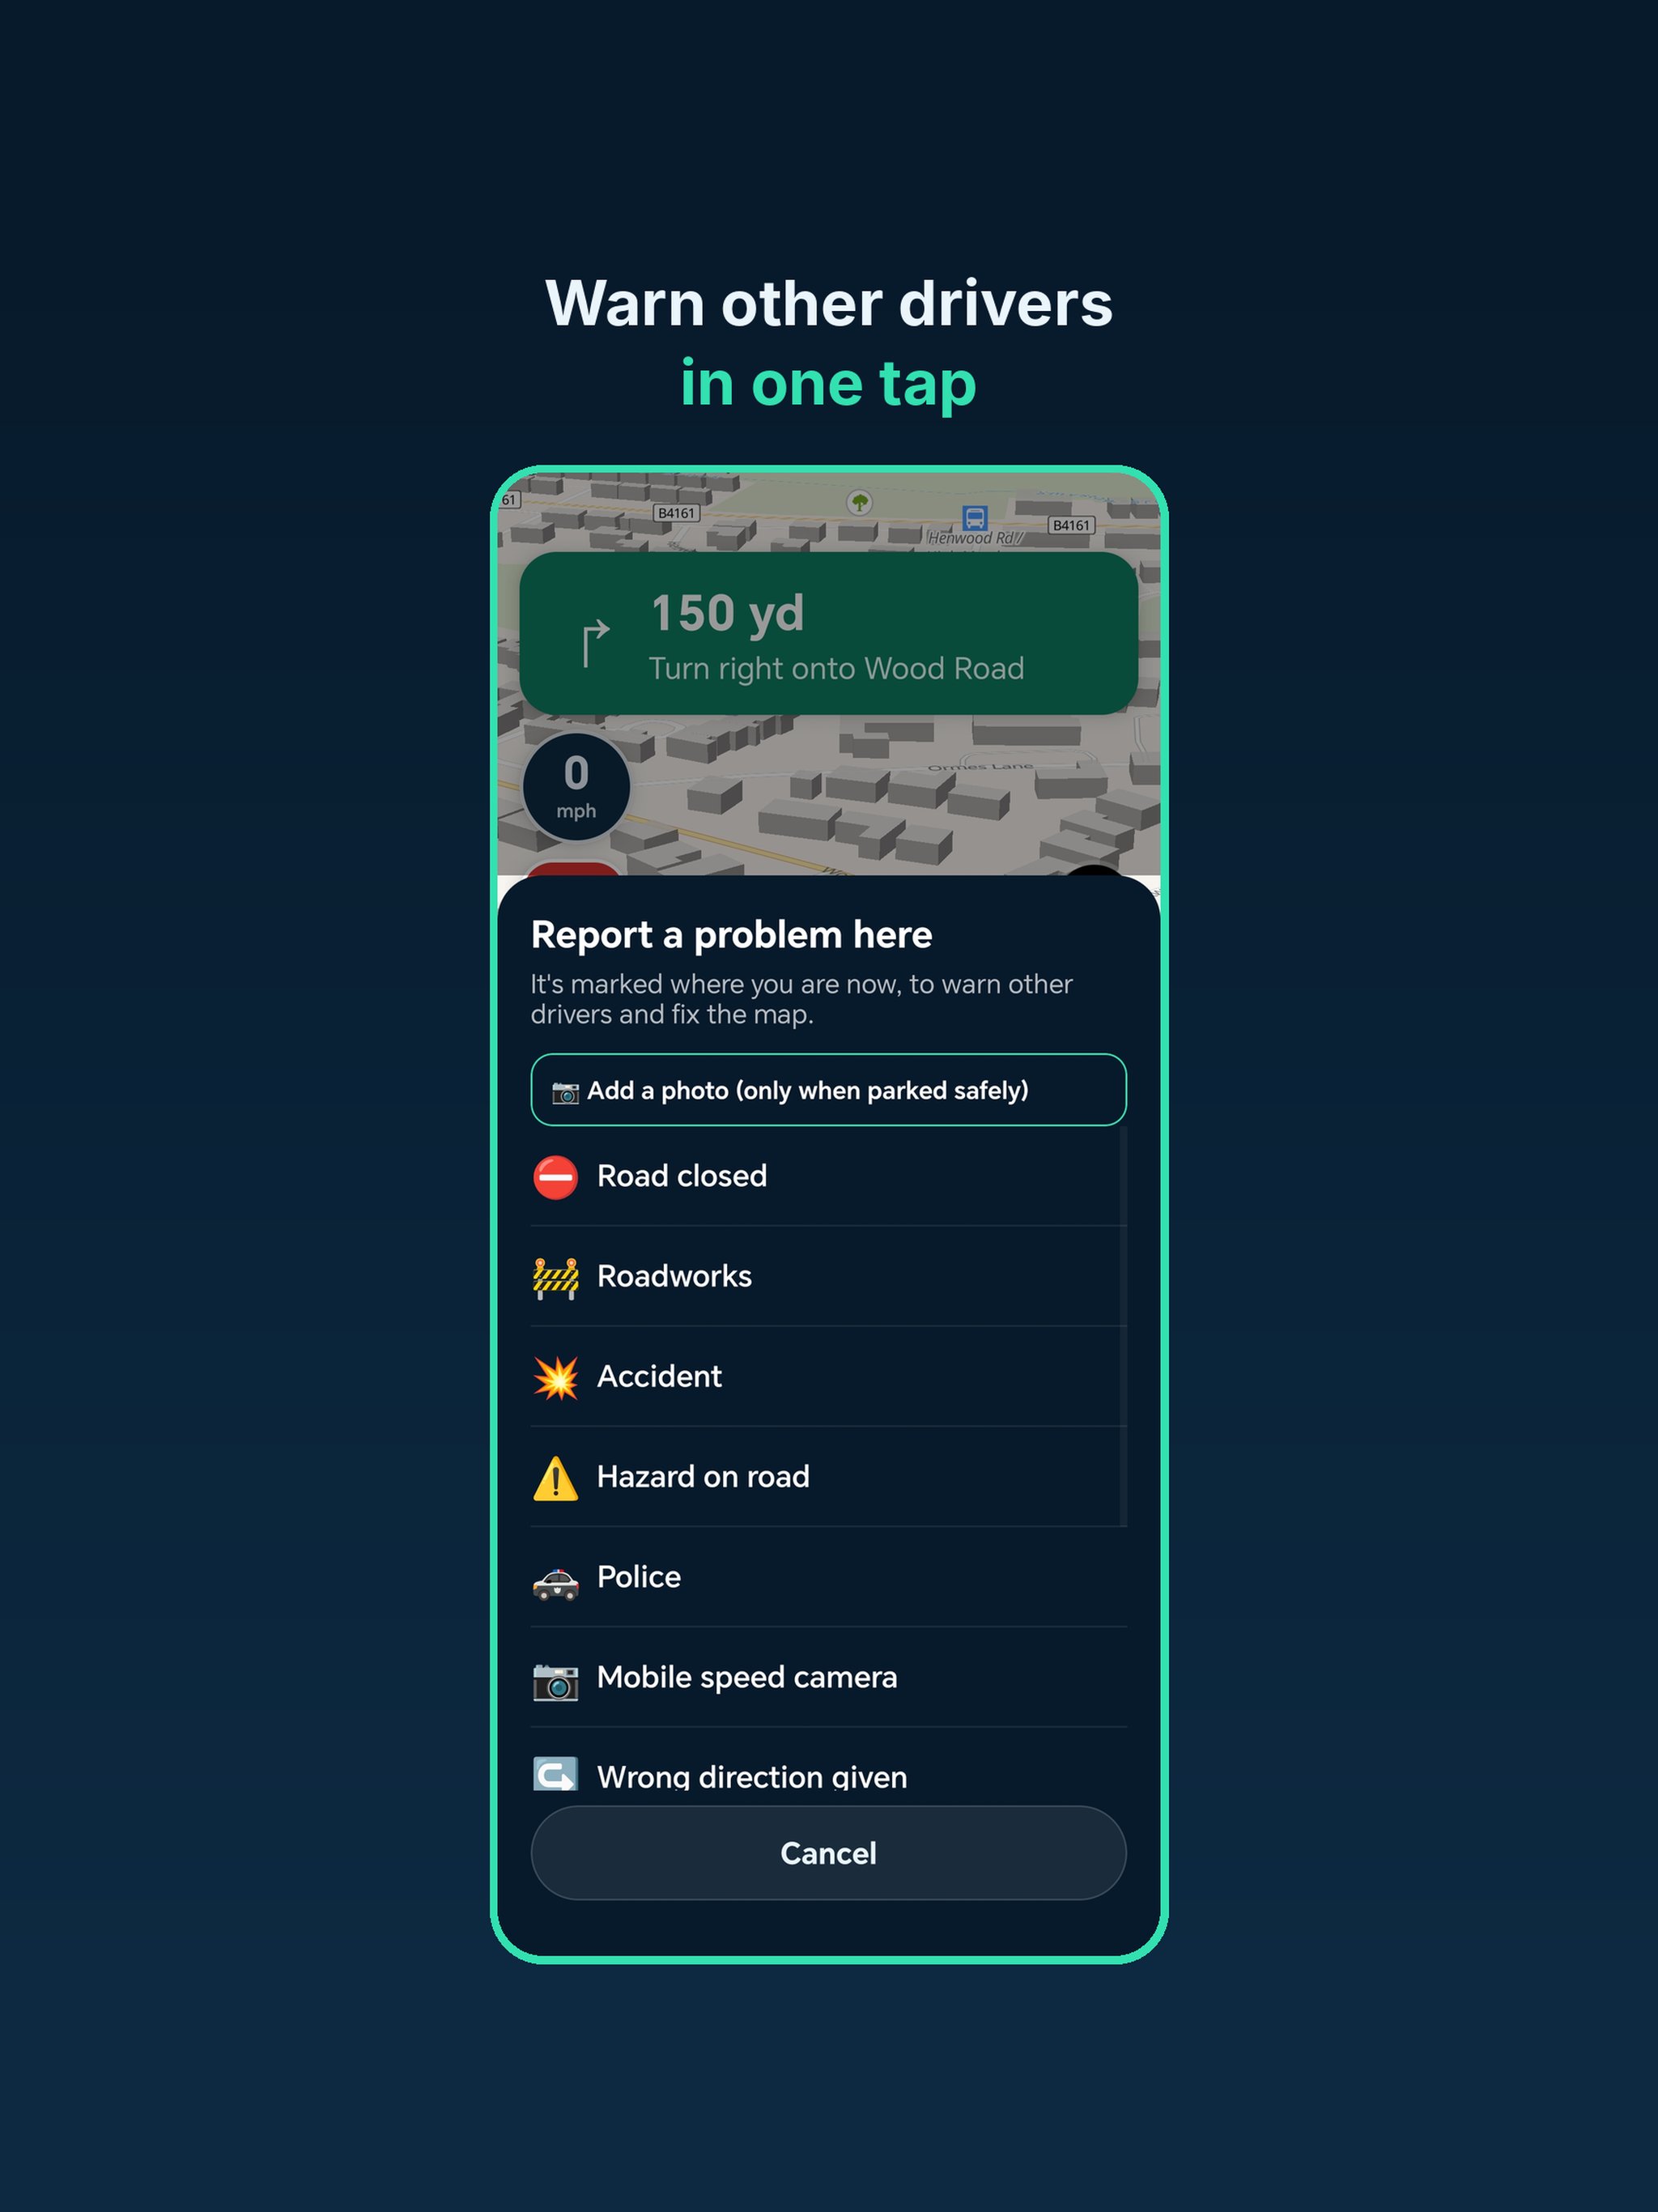 Warn other drivers
in one tap
61
B4161
B4161
Henwood Rd /
150 yd
Turn right onto Wood Road
Ormes Lane
0
mph
Report a problem here
It's marked where you are now, to warn other
drivers and fix the map.
Add a photo (only when parked safely)
Road closed
Roadworks
Accident
Hazard on road
Police
Mobile speed camera
Wrong direction given
Cancel